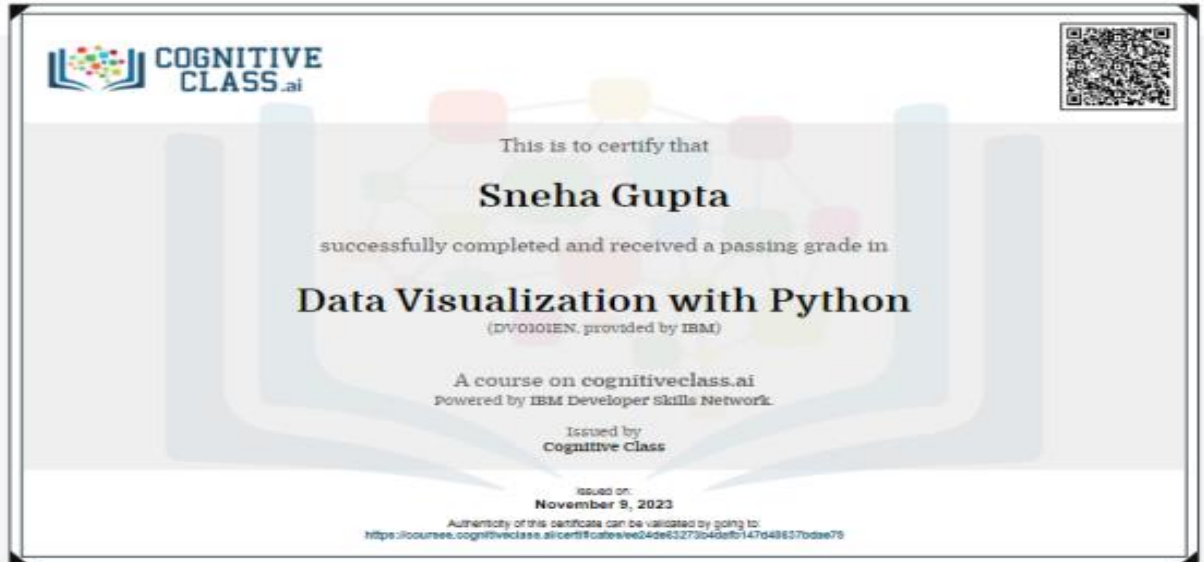 COGNITIVE
CLASS.ai
This is to certify that
Sneha Gupta
successfully completed and received a passing grade in
Data Visualization with Python
(DV0101EN, provided by IBM)
A course on cognitiveclass.ai
Powered by IBM Developer Skills Network.
Issued by
Cognitive Class
Issued on:
November 9, 2023
Authenticity of this certificate can be validated by going to: